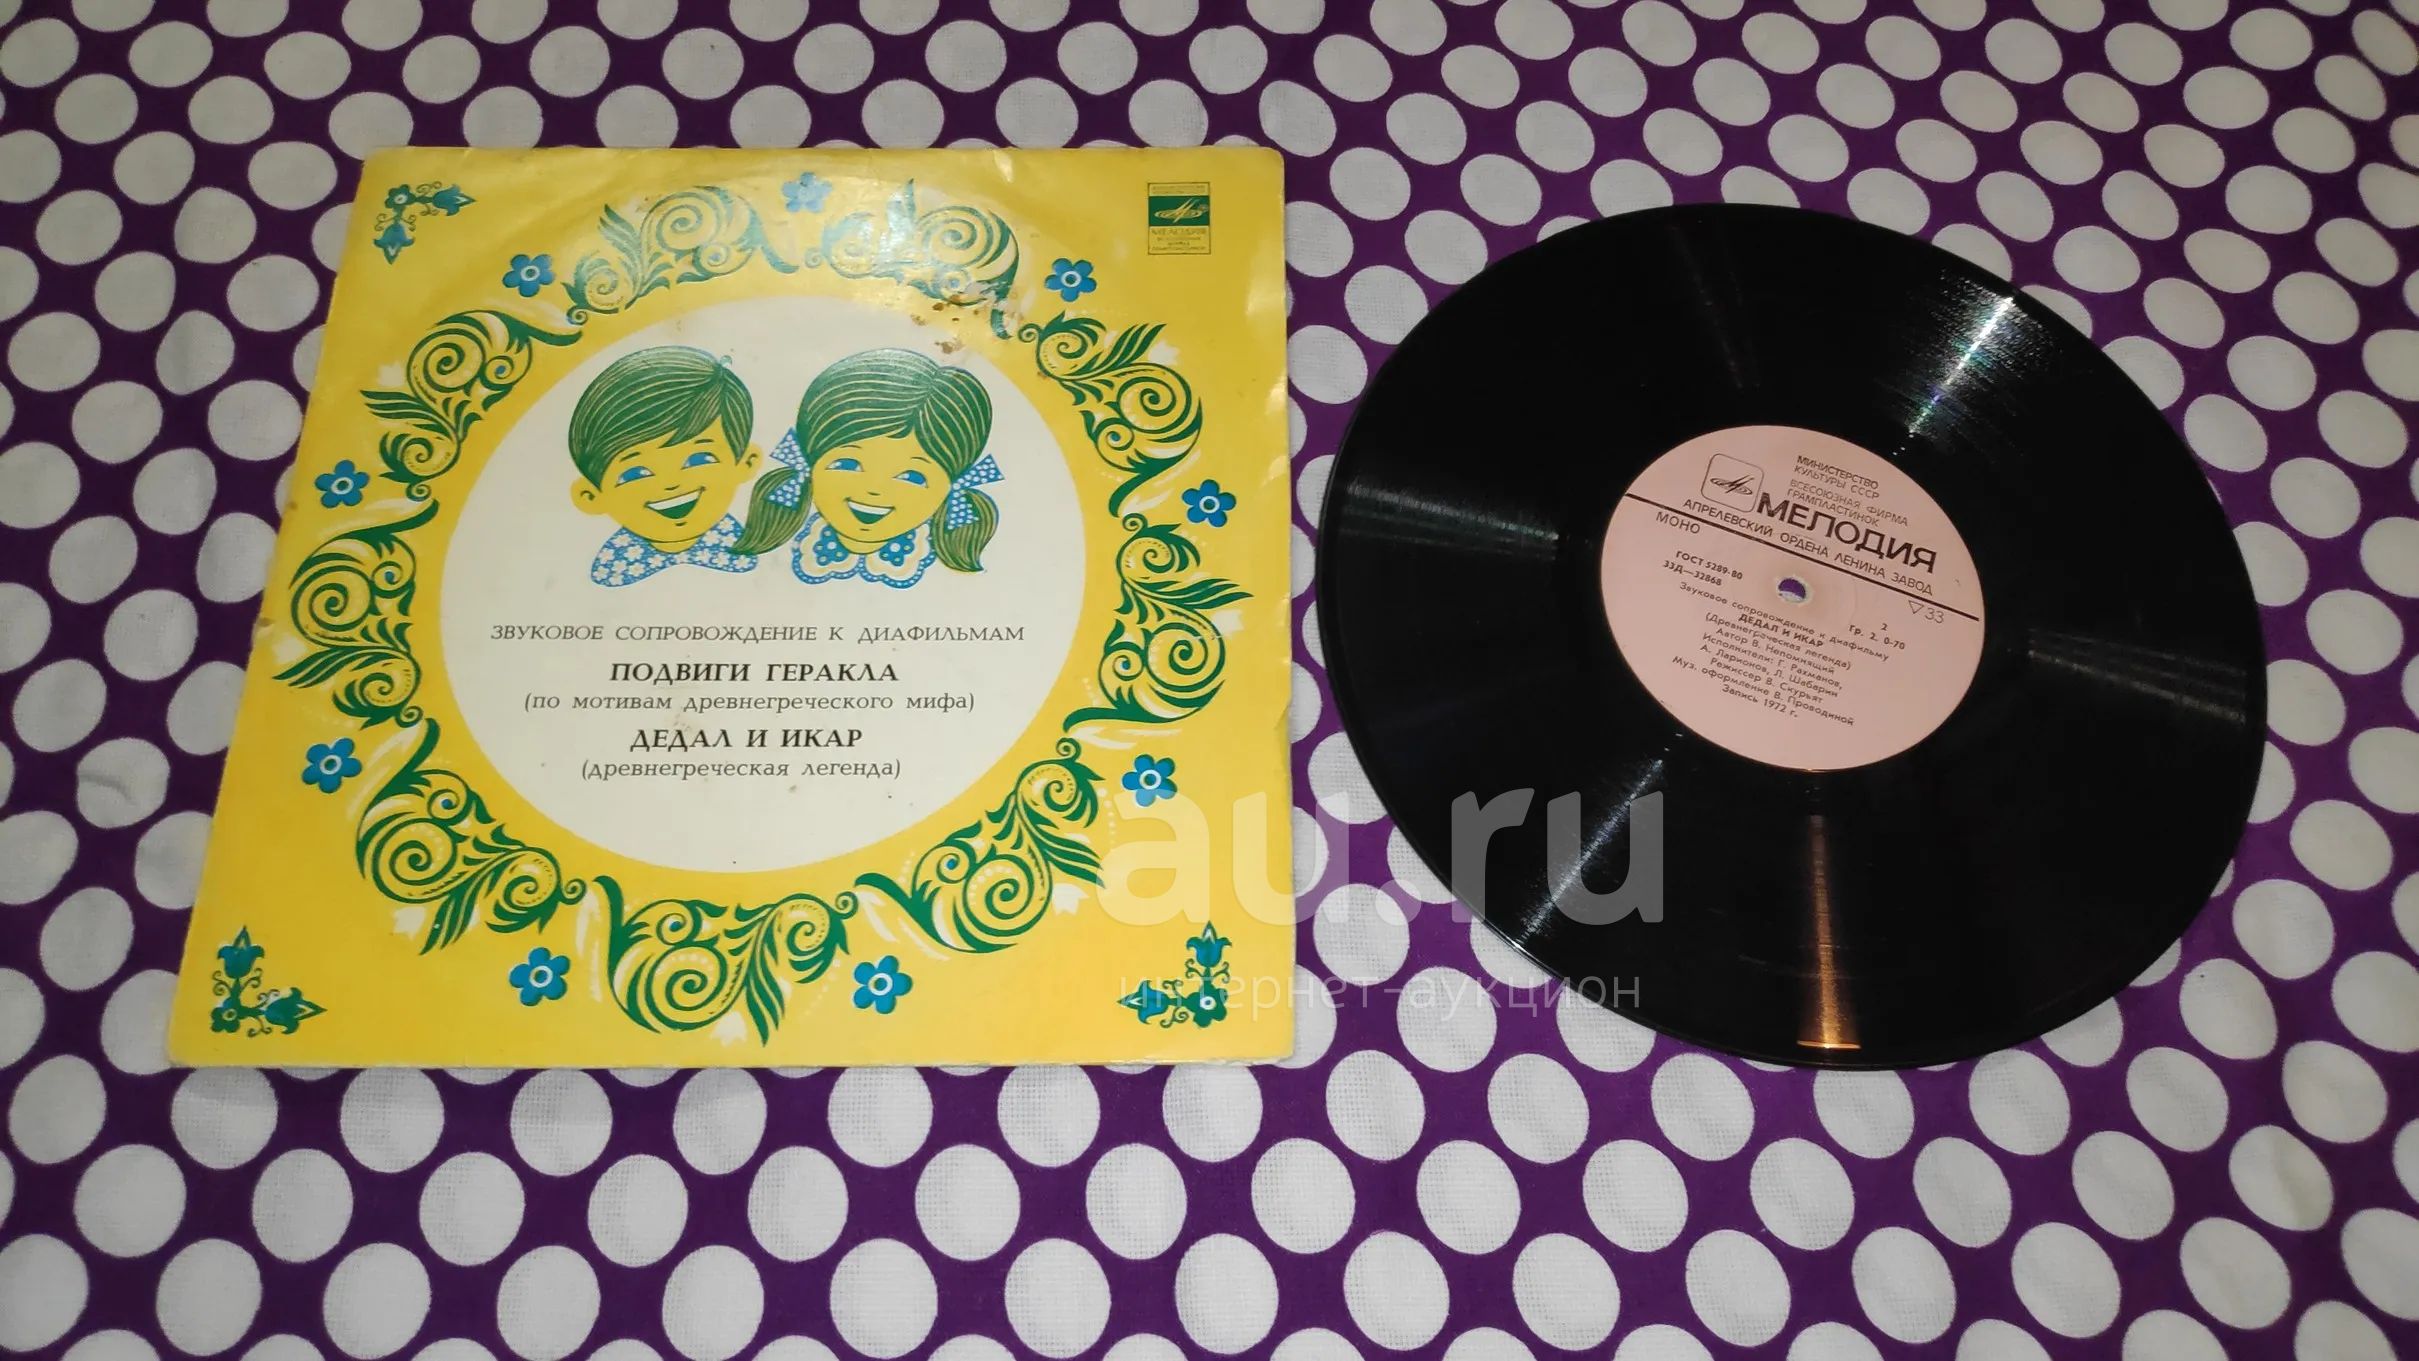 МЕЛОДИЯ
ЗВУКОВОЕ СОПРОВОЖДЕНИЕ К ДИАФИЛЬМАМ
ПОДВИГИ ГЕРАКЛА
(по мотивам древнегреческого мифа)
ДЕДАЛ И ИКАР
(древнегреческая легенда)
МИНИСТЕРСТВО
КУЛЬТУРЫ СССР
ВСЕСОЮЗНАЯ ФИРМА
ГРАМПЛАСТИНОК
МЕЛОДИЯ
АПРЕЛЕВСКИЙ ОРДЕНА ЛЕНИНА ЗАВОД
МОНО
▽33
ГОСТ 5289-80
33Д—32868
2
Гр. 2. 0-70
Звуковое сопровождение к диафильму
ДЕДАЛ И ИКАР
(Древнегреческая легенда)
Автор В. Непомнящий
Исполнители: Г. Рахманов,
А. Ларионов, Л. Шабарин
Режиссер В. Скурьят
Муз. оформление В. Проводиной
Запись 1972 г.
au.ru
интернет-аукцион